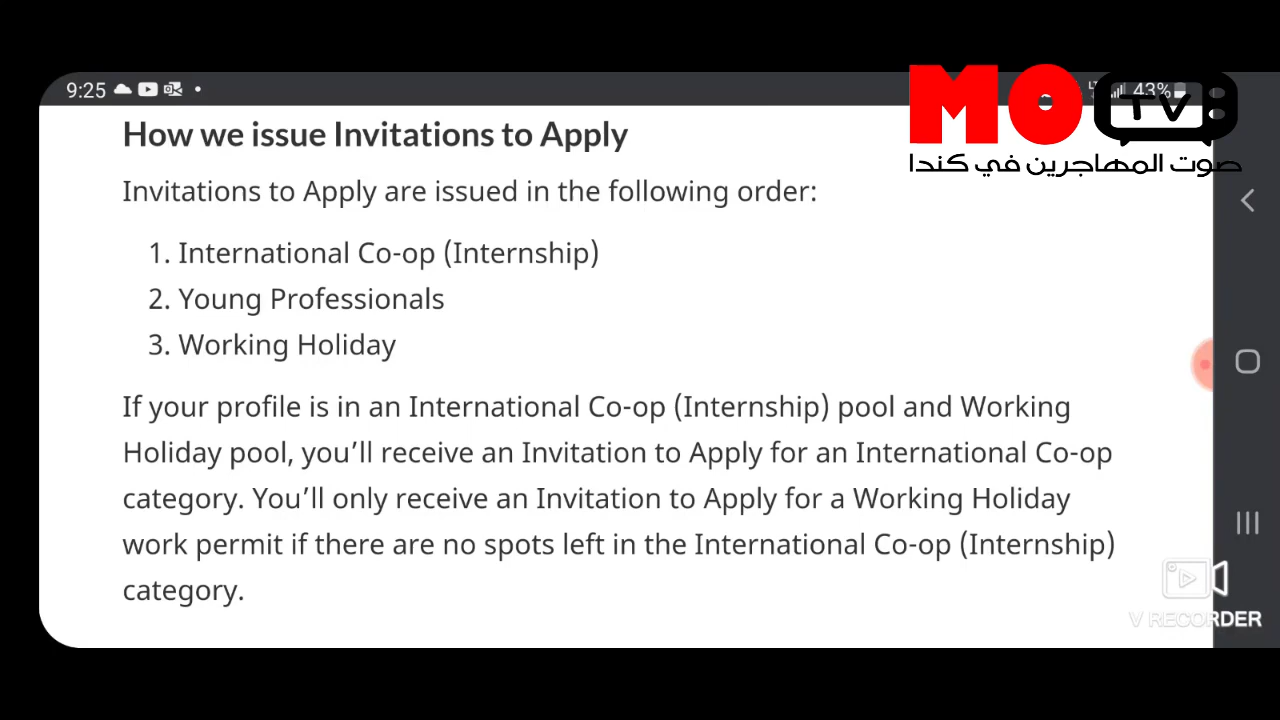 9:25
43%
MO TV
صوت المهاجرين في كندا
How we issue Invitations to Apply
Invitations to Apply are issued in the following order:
1. International Co-op (Internship)
2. Young Professionals
3. Working Holiday
If your profile is in an International Co-op (Internship) pool and Working
Holiday pool, you’ll receive an Invitation to Apply for an International Co-op
category. You’ll only receive an Invitation to Apply for a Working Holiday
work permit if there are no spots left in the International Co-op (Internship)
category.
V RECORDER